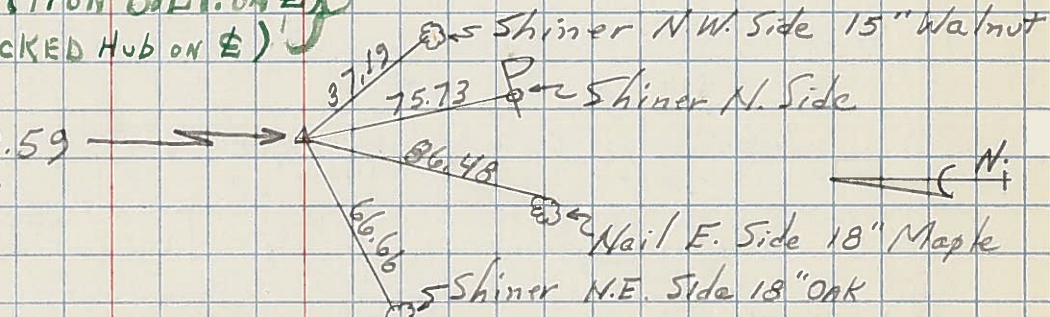 CKED HUB ON ℄)
37.19
Shiner N.W. Side 15" Walnut
75.73
Shiner N. Side
.59
86.48
N.
Nail E. Side 18" Maple
66.66
Shiner N.E. Side 18" OAK